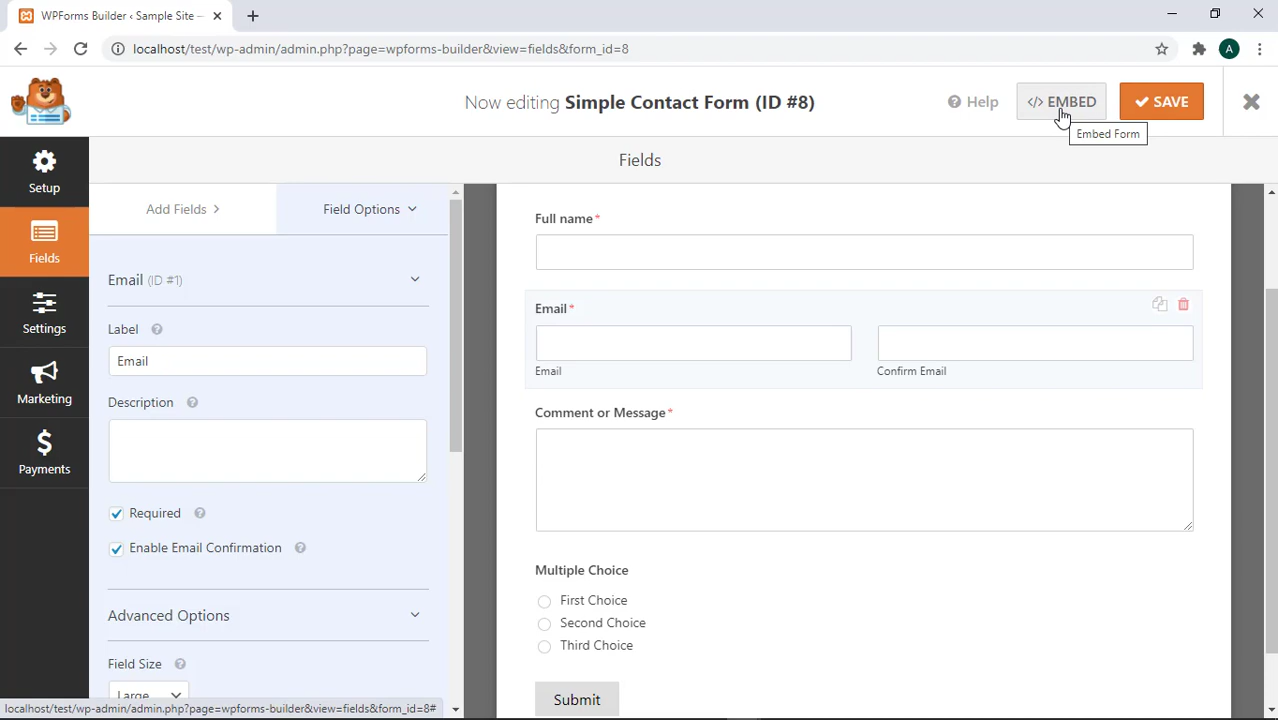 WPForms Builder ‹ Sample Site —
localhost/test/wp-admin/admin.php?page=wpforms-builder&view=fields&form_id=8
A
Now editing Simple Contact Form (ID #8)
Help
</> EMBED
SAVE
Embed Form
Setup
Fields
Settings
Marketing
Payments
Fields
Add Fields
Field Options
Email (ID #1)
Label
Email
Description
Required
Enable Email Confirmation
Advanced Options
Field Size
Large
Full name*
Email*
Email
Confirm Email
Comment or Message*
Multiple Choice
First Choice
Second Choice
Third Choice
Submit
localhost/test/wp-admin/admin.php?page=wpforms-builder&view=fields&form_id=8#